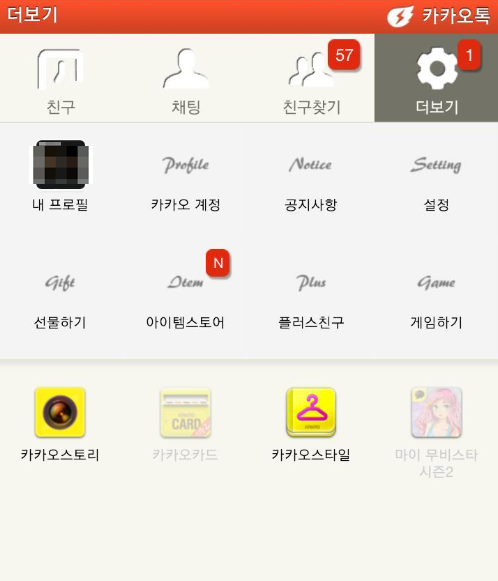 더보기
카카오톡
57
1
친구
채팅
친구찾기
더보기
Profile
Notice
Setting
내 프로필
카카오 계정
공지사항
설정
N
Gift
Item
Plus
Game
선물하기
아이템스토어
플러스친구
게임하기
CARD
카카오스토리
카카오카드
카카오스타일
마이 무비스타
시즌2